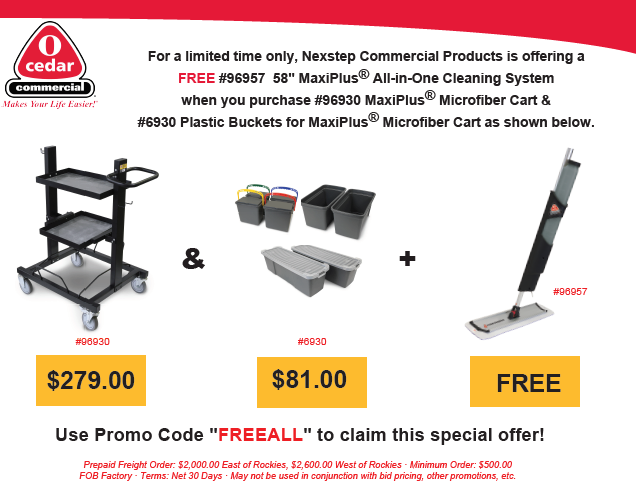 O
cedar
commercial
Makes Your Life Easier!®
For a limited time only, Nexstep Commercial Products is offering a
FREE #96957 58" MaxiPlus® All-in-One Cleaning System
when you purchase #96930 MaxiPlus® Microfiber Cart &
#6930 Plastic Buckets for MaxiPlus® Microfiber Cart as shown below.
&
+
#96957
#96930
#6930
$279.00
$81.00
FREE
Use Promo Code "FREEALL" to claim this special offer!
Prepaid Freight Order: $2,000.00 East of Rockies, $2,600.00 West of Rockies · Minimum Order: $500.00
FOB Factory · Terms: Net 30 Days · May not be used in conjunction with bid pricing, other promotions, etc.